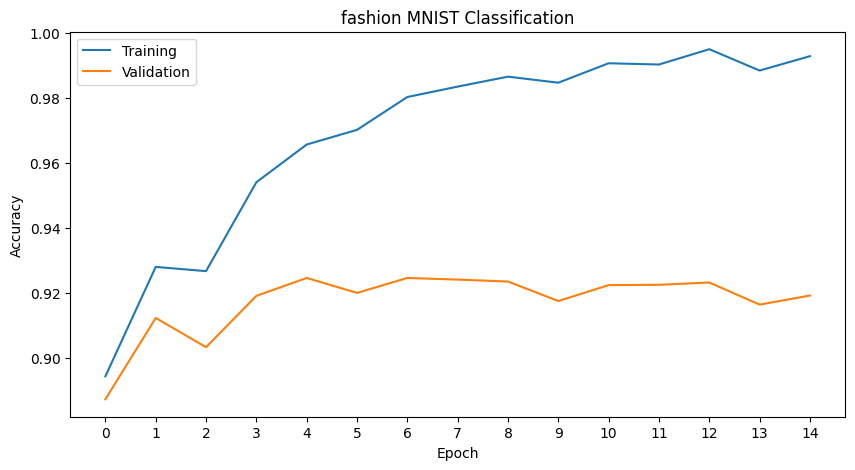 fashion MNIST Classification
Training
Validation
Accuracy
1.00
0.98
0.96
0.94
0.92
0.90
0 1 2 3 4 5 6 7 8 9 10 11 12 13 14
Epoch